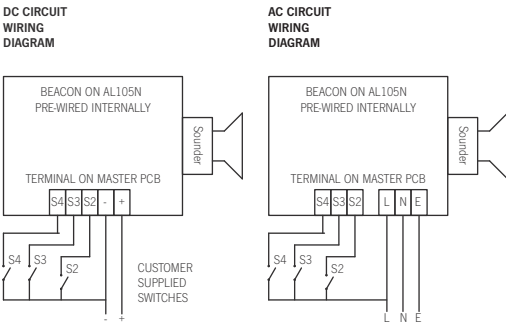 DC CIRCUIT
WIRING
DIAGRAM
BEACON ON AL105N
PRE-WIRED INTERNALLY
Sounder
TERMINAL ON MASTER PCB
S4 S3 S2 - +
S4 S3
S2
CUSTOMER
SUPPLIED
SWITCHES
- +
AC CIRCUIT
WIRING
DIAGRAM
BEACON ON AL105N
PRE-WIRED INTERNALLY
Sounder
TERMINAL ON MASTER PCB
S4 S3 S2 L N E
S4 S3
S2
L N E